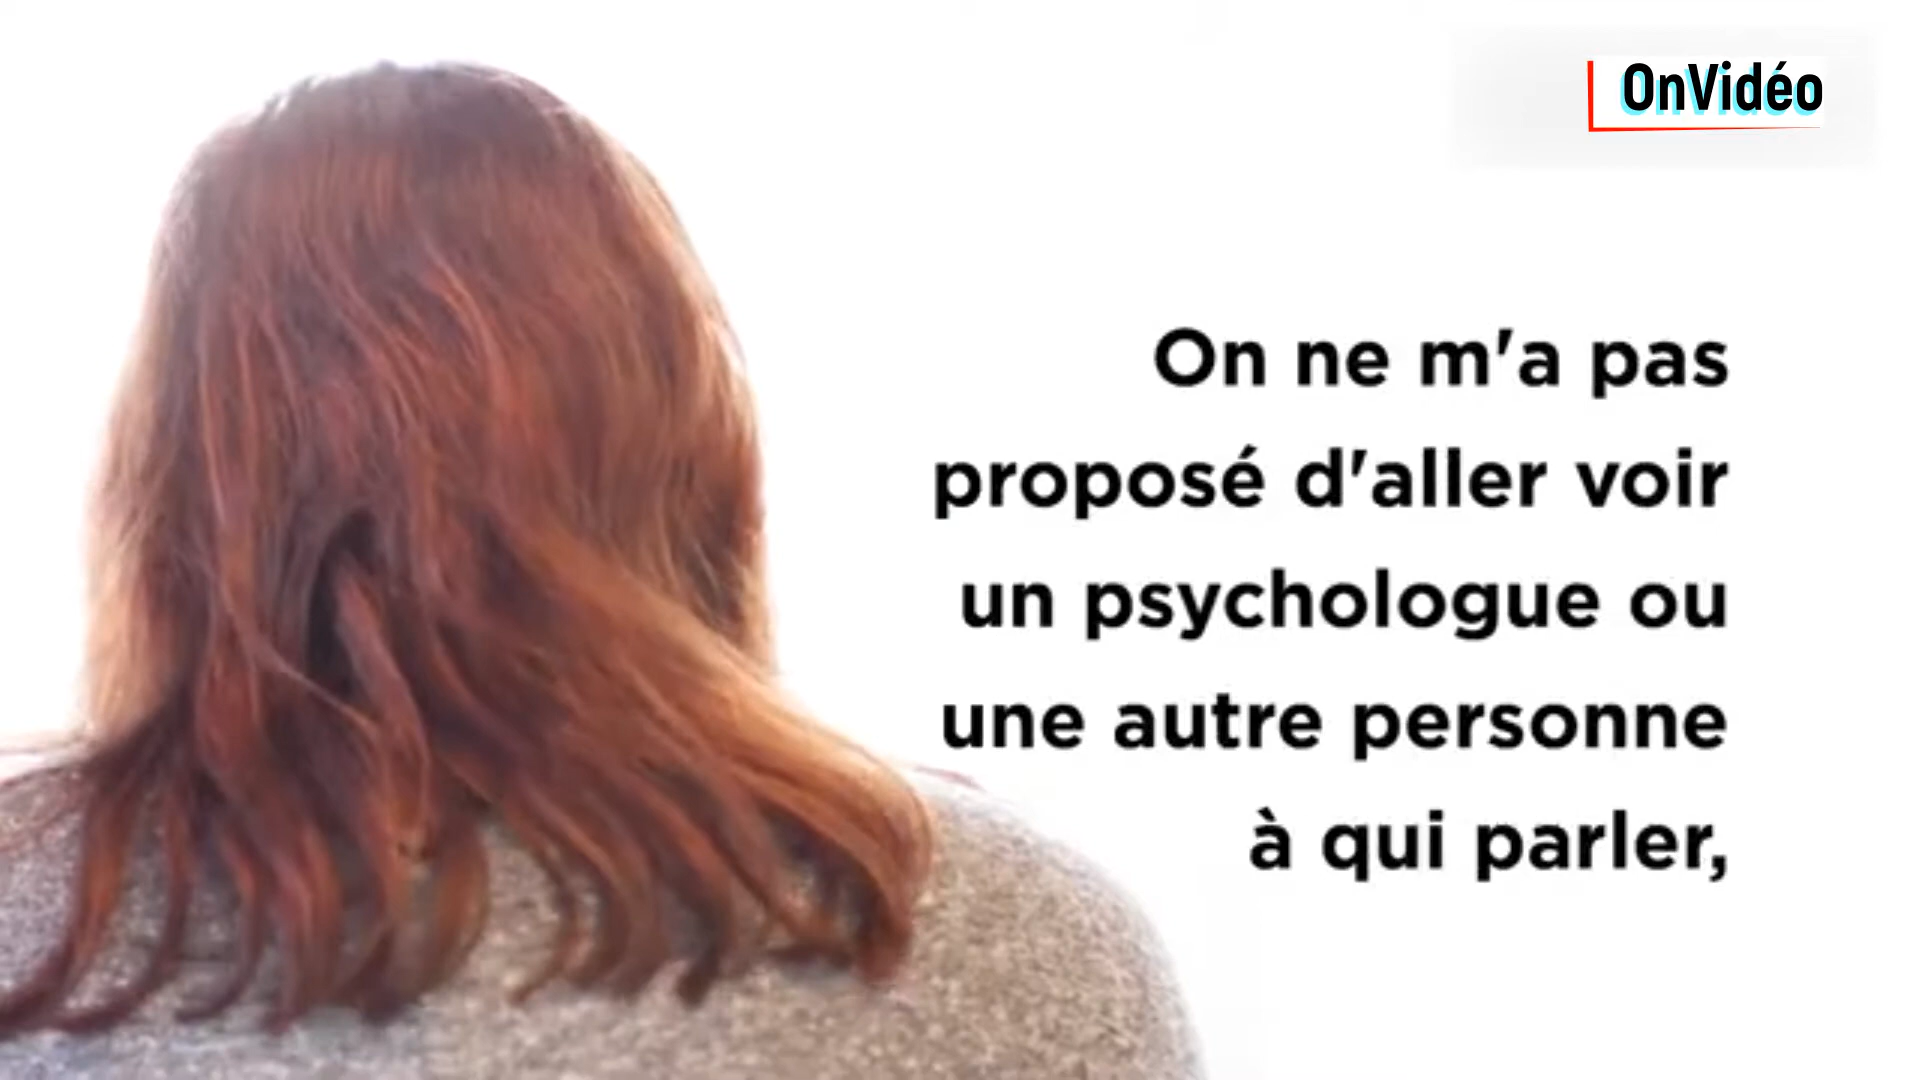 OnVidéo
On ne m'a pas
proposé d'aller voir
un psychologue ou
une autre personne
à qui parler,